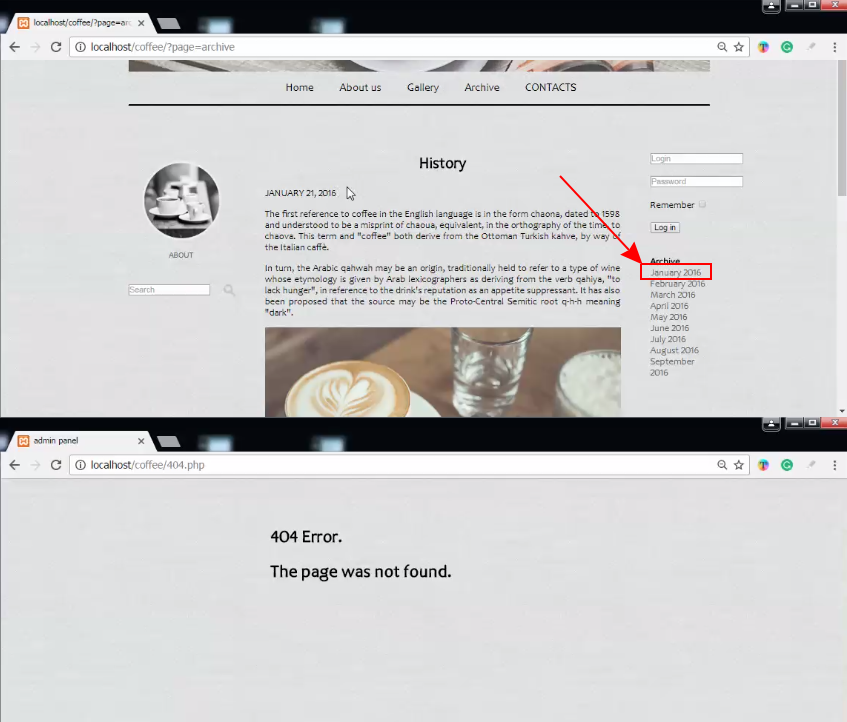 localhost/coffee/?page=arc
localhost/coffee/?page=archive
Home About us Gallery Archive CONTACTS
ABOUT
Search
History
JANUARY 21, 2016
The first reference to coffee in the English language is in the form chaona, dated to 1598
and understood to be a misprint of chaoua, equivalent, in the orthography of the time, to
chaova. This term and "coffee" both derive from the Ottoman Turkish kahve, by way of
the Italian caffè.
In turn, the Arabic qahwah may be an origin, traditionally held to refer to a type of wine
whose etymology is given by Arab lexicographers as deriving from the verb qahiya, "to
lack hunger", in reference to the drink's reputation as an appetite suppressant. It has also
been proposed that the source may be the Proto-Central Semitic root q-h-h meaning
"dark".
Login
Password
Remember
Log in
Archive
January 2016
February 2016
March 2016
April 2016
May 2016
June 2016
July 2016
August 2016
September
2016
admin panel
localhost/coffee/404.php
404 Error.
The page was not found.